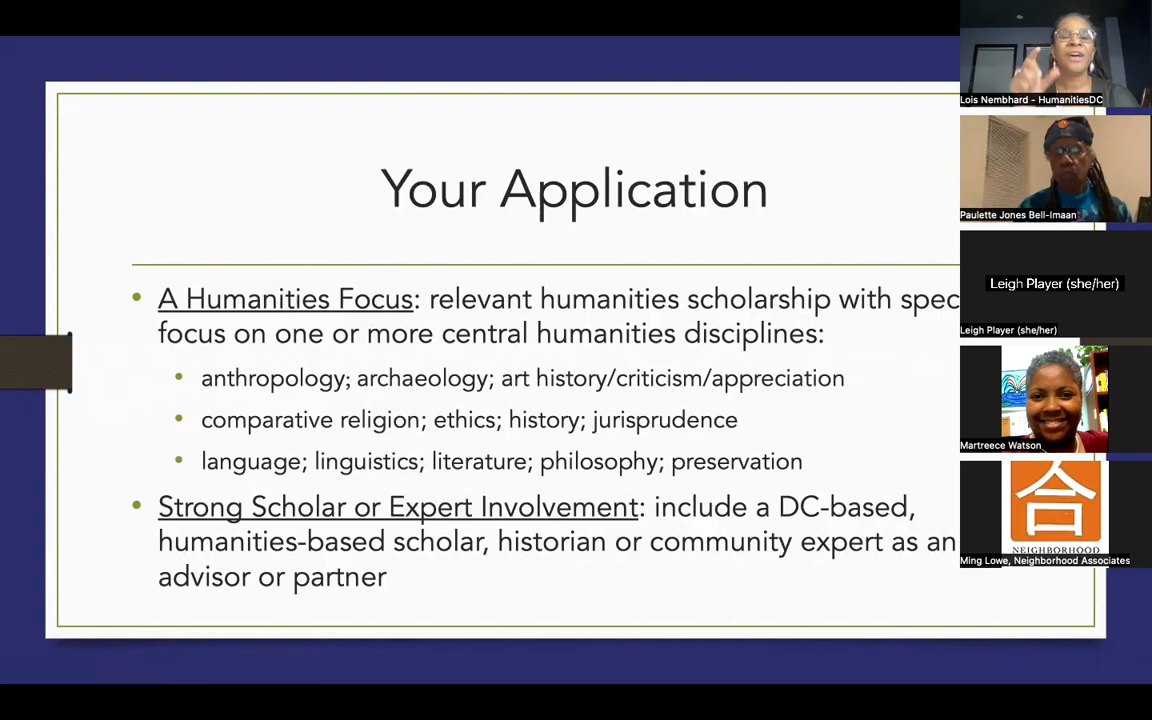 Your Application
A Humanities Focus: relevant humanities scholarship with spec
focus on one or more central humanities disciplines:
anthropology; archaeology; art history/criticism/appreciation
comparative religion; ethics; history; jurisprudence
language; linguistics; literature; philosophy; preservation
Strong Scholar or Expert Involvement: include a DC-based,
humanities-based scholar, historian or community expert as an
advisor or partner
Lois Nembhard - HumanitiesDC
Paulette Jones Bell-Imaan
Leigh Player (she/her)
Leigh Player (she/her)
Martreece Watson
合
NEIGHBORHOOD
Ming Lowe, Neighborhood Associates